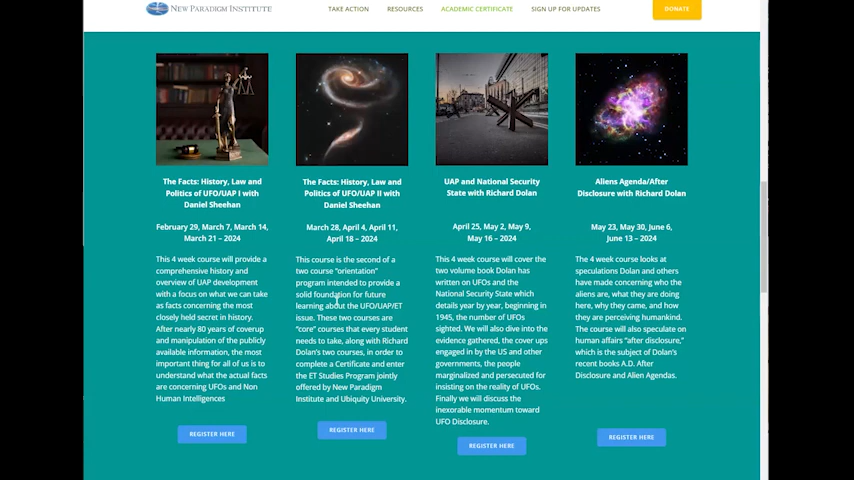 NEW PARADIGM INSTITUTE
TAKE ACTION
RESOURCES
ACADEMIC CERTIFICATE
SIGN UP FOR UPDATES
DONATE
The Facts: History, Law and
Politics of UFO/UAP I with
Daniel Sheehan
February 29, March 7, March 14,
March 21 – 2024
This 4 week course will provide a
comprehensive history and
overview of UAP development
with a focus on what we can take
as facts concerning the most
closely held secret in history.
After nearly 80 years of coverup
and manipulation of the publicly
available information, the most
important thing for all of us is to
understand what the actual facts
are concerning UFOs and Non
Human Intelligences
REGISTER HERE
The Facts: History, Law and
Politics of UFO/UAP II with
Daniel Sheehan
March 28, April 4, April 11,
April 18 – 2024
This course is the second of a
two course "orientation"
program intended to provide a
solid foundation for future
learning about the UFO/UAP/ET
issue. These two courses are
"core" courses that every student
needs to take, along with Richard
Dolan's two courses, in order to
complete a Certificate and enter
the ET Studies Program jointly
offered by New Paradigm
Institute and Ubiquity University.
REGISTER HERE
UAP and National Security
State with Richard Dolan
April 25, May 2, May 9,
May 16 – 2024
This 4 week course will cover the
two volume book Dolan has
written on UFOs and the
National Security State which
details year by year, beginning in
1945, the number of UFOs
sighted. We will also dive into the
evidence gathered, the cover ups
engaged in by the US and other
governments, the people
marginalized and persecuted for
insisting on the reality of UFOs.
Finally we will discuss the
inexorable momentum toward
UFO Disclosure.
REGISTER HERE
Aliens Agenda/After
Disclosure with Richard Dolan
May 23, May 30, June 6,
June 13 – 2024
The 4 week course looks at
speculations Dolan and others
have made concerning who the
aliens are, what they are doing
here, why they came, and how
they are perceiving humankind.
The course will also speculate on
human affairs "after disclosure,"
which is the subject of Dolan's
recent books A.D. After
Disclosure and Alien Agendas.
REGISTER HERE